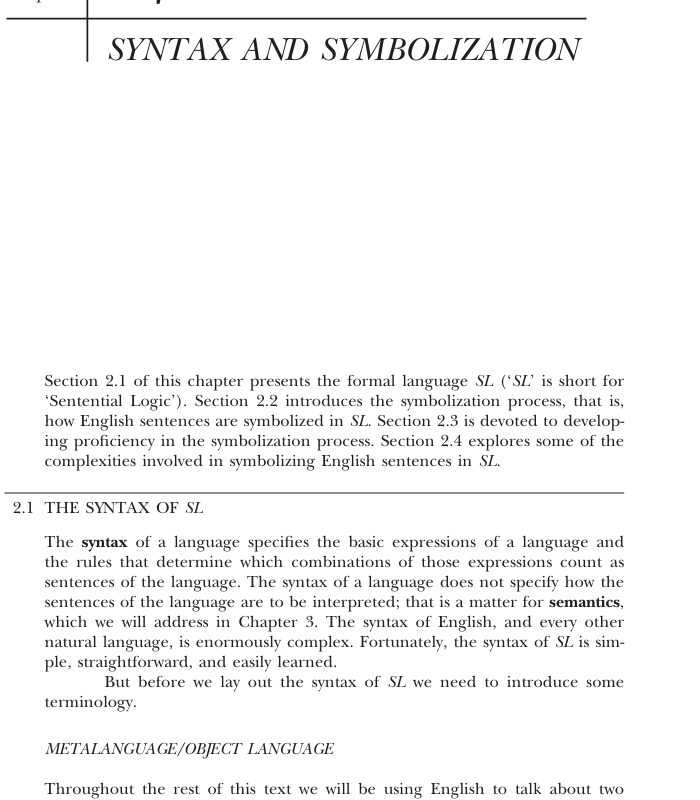 SYNTAX AND SYMBOLIZATION
Section 2.1 of this chapter presents the formal language SL (‘SL’ is short for
‘Sentential Logic’). Section 2.2 introduces the symbolization process, that is,
how English sentences are symbolized in SL. Section 2.3 is devoted to develop-
ing proficiency in the symbolization process. Section 2.4 explores some of the
complexities involved in symbolizing English sentences in SL.
2.1 THE SYNTAX OF SL
The syntax of a language specifies the basic expressions of a language and
the rules that determine which combinations of those expressions count as
sentences of the language. The syntax of a language does not specify how the
sentences of the language are to be interpreted; that is a matter for semantics,
which we will address in Chapter 3. The syntax of English, and every other
natural language, is enormously complex. Fortunately, the syntax of SL is sim-
ple, straightforward, and easily learned.
But before we lay out the syntax of SL we need to introduce some
terminology.
METALANGUAGE/OBJECT LANGUAGE
Throughout the rest of this text we will be using English to talk about two